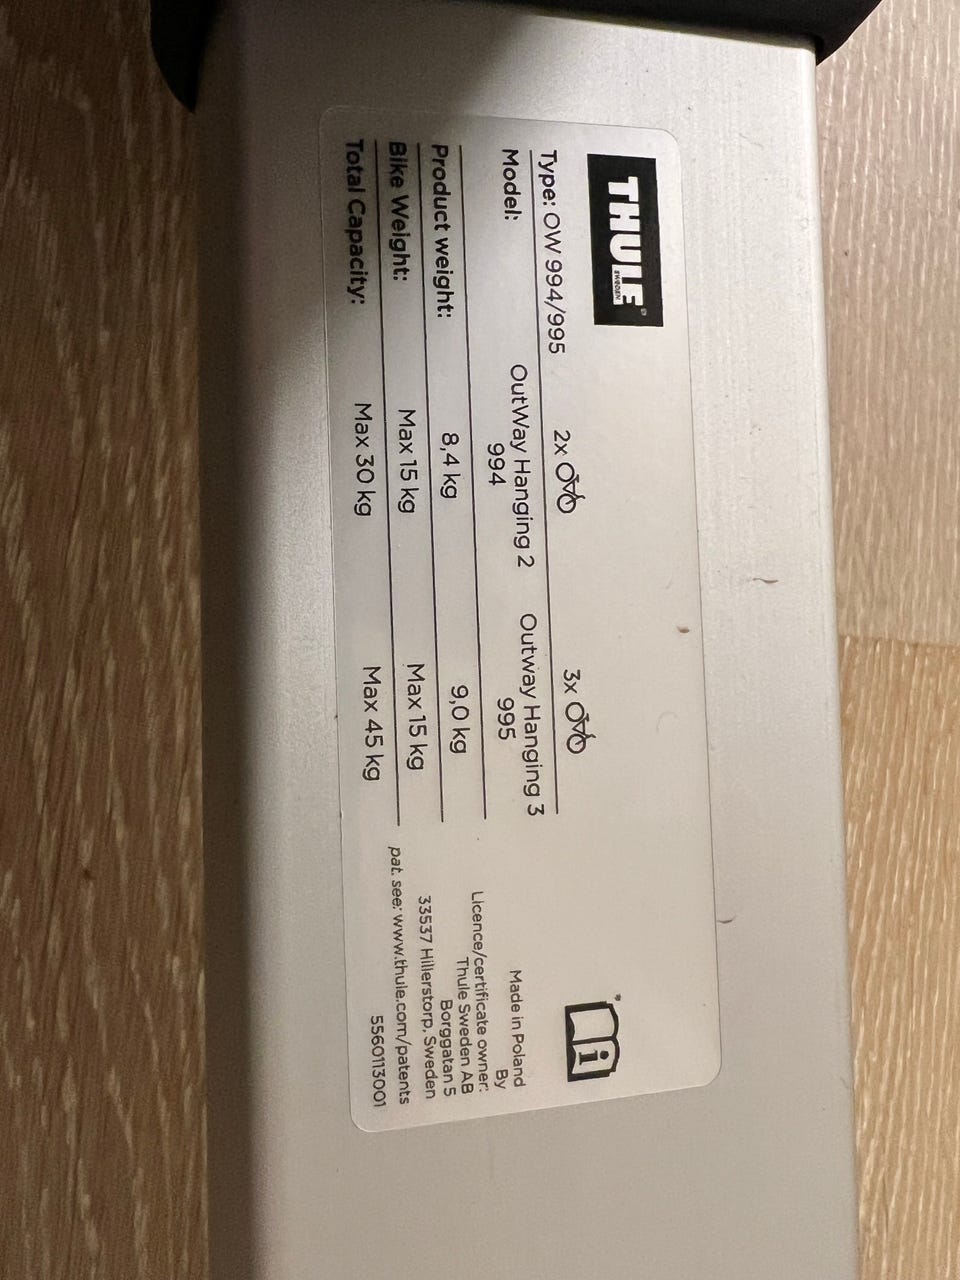 THULE®
SWEDEN
Type: OW 994/995 2x 3x
Model: OutWay Hanging 2 Outway Hanging 3
994 995
Product weight: 8,4 kg 9,0 kg
Bike Weight: Max 15 kg Max 15 kg
Total Capacity: Max 30 kg Max 45 kg
i
Made in Poland
By
Licence/certificate owner:
Thule Sweden AB
Borggatan 5
33537 Hillerstorp, Sweden
pat. see: www.thule.com/patents
5560113001